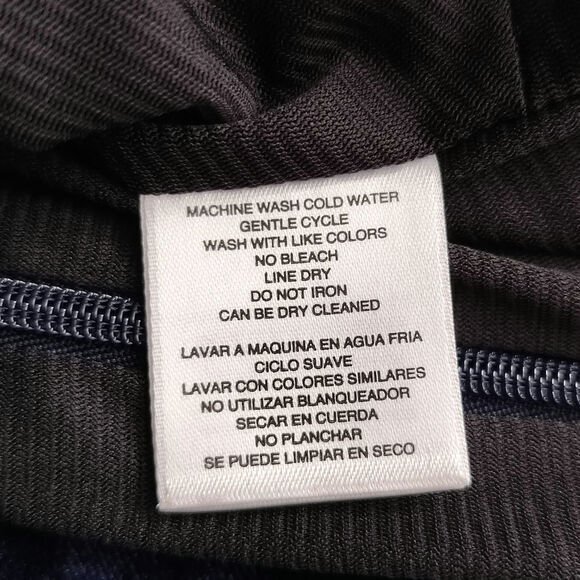 MACHINE WASH COLD WATER
GENTLE CYCLE
WASH WITH LIKE COLORS
NO BLEACH
LINE DRY
DO NOT IRON
CAN BE DRY CLEANED
LAVAR A MAQUINA EN AGUA FRIA
CICLO SUAVE
LAVAR CON COLORES SIMILARES
NO UTILIZAR BLANQUEADOR
SECAR EN CUERDA
NO PLANCHAR
SE PUEDE LIMPIAR EN SECO